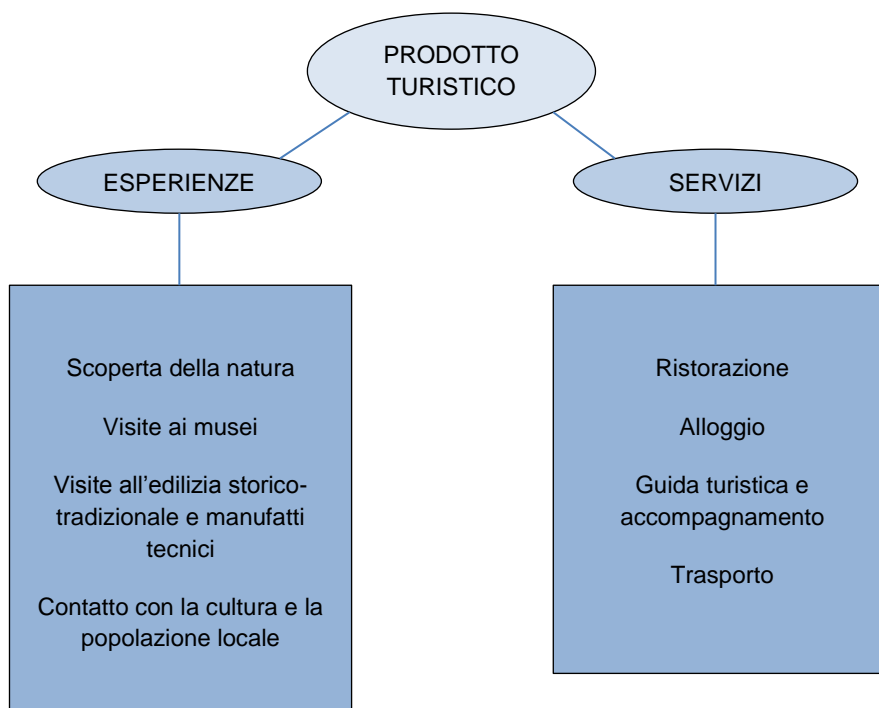 PRODOTTO
TURISTICO
ESPERIENZE
SERVIZI
Scoperta della natura
Visite ai musei
Visite all’edilizia storico-
tradizionale e manufatti
tecnici
Contatto con la cultura e la
popolazione locale
Ristorazione
Alloggio
Guida turistica e
accompagnamento
Trasporto